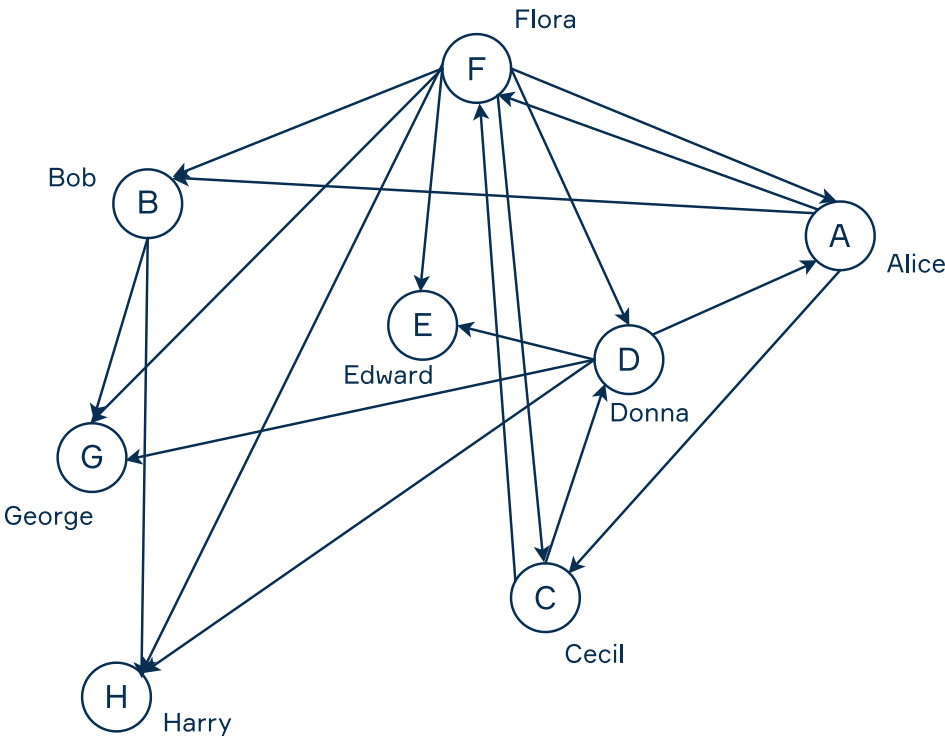 Flora
F
Bob
B
A
Alice
E
Edward
D
Donna
G
George
C
Cecil
H
Harry